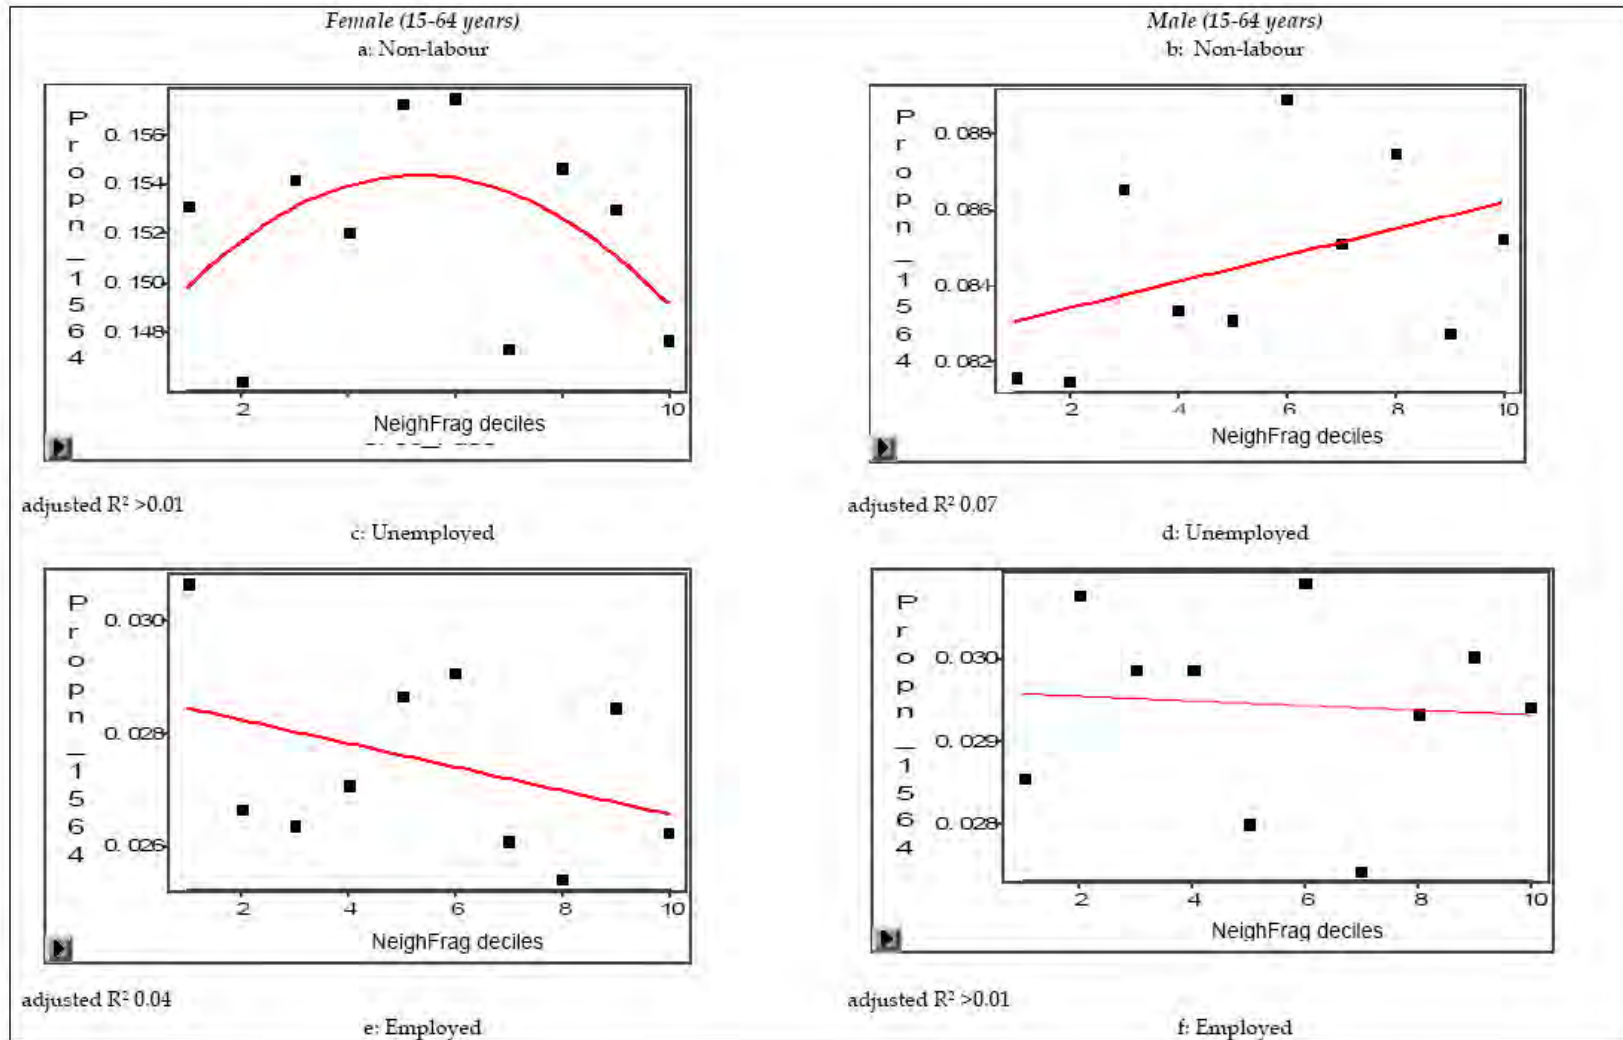 Female (15-64 years)
Male (15-64 years)
a: Non-labour
b: Non-labour
Propn_1564
0.156
0.154
0.152
0.150
0.148
2
10
NeighFrag deciles
Propn_1564
0.088
0.086
0.084
0.082
2 4 6 8 10
NeighFrag deciles
adjusted R² >0.01
adjusted R² 0.07
c: Unemployed
d: Unemployed
Propn_1564
0.030
0.028
0.026
2 4 6 8 10
NeighFrag deciles
Propn_1564
0.030
0.029
0.028
2 4 6 8 10
NeighFrag deciles
adjusted R² 0.04
adjusted R² >0.01
e: Employed
f: Employed